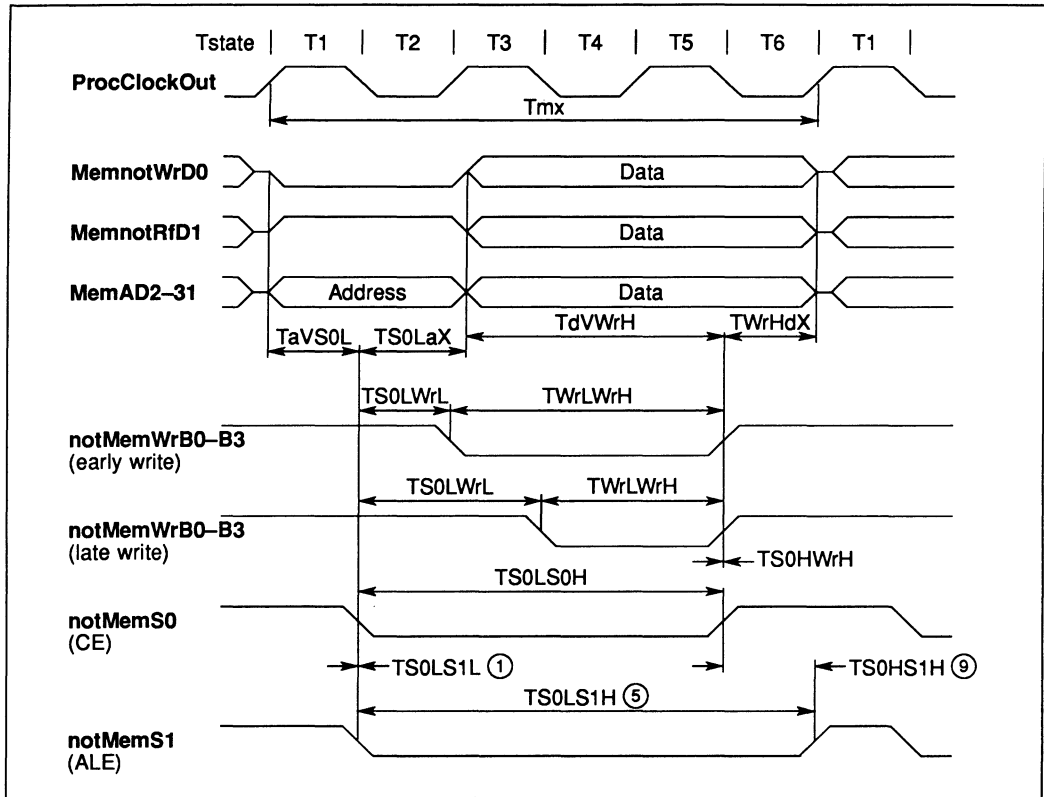 Tstate | T1 | T2 | T3 | T4 | T5 | T6 | T1 |
ProcClockOut
Tmx
MemnotWrD0 Data
MemnotRfD1 Data
MemAD2–31 Address Data
TaVS0L TS0LaX TdVWrH TWrHdX
TS0LWrL TWrLWrH
notMemWrB0–B3
(early write)
TS0LWrL TWrLWrH
notMemWrB0–B3
(late write)
TS0HWrH
TS0LS0H
notMemS0
(CE)
TS0LS1L ① TS0HS1H ⑨
TS0LS1H ⑤
notMemS1
(ALE)